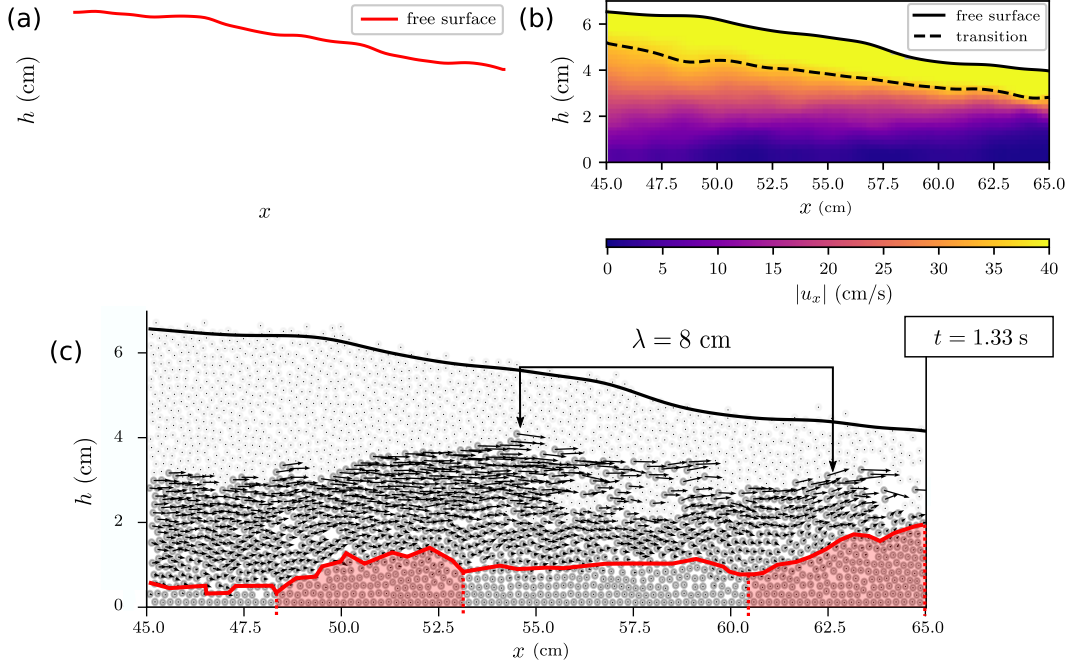 (a)
free surface
h (cm)
x
(b)
free surface
transition
h (cm)
6
4
2
0
45.0 47.5 50.0 52.5 55.0 57.5 60.0 62.5 65.0
x (cm)
0 5 10 15 20 25 30 35 40
|u_x| (cm/s)
(c)
λ = 8 cm
t = 1.33 s
h (cm)
6
4
2
0
45.0 47.5 50.0 52.5 55.0 57.5 60.0 62.5 65.0
x (cm)